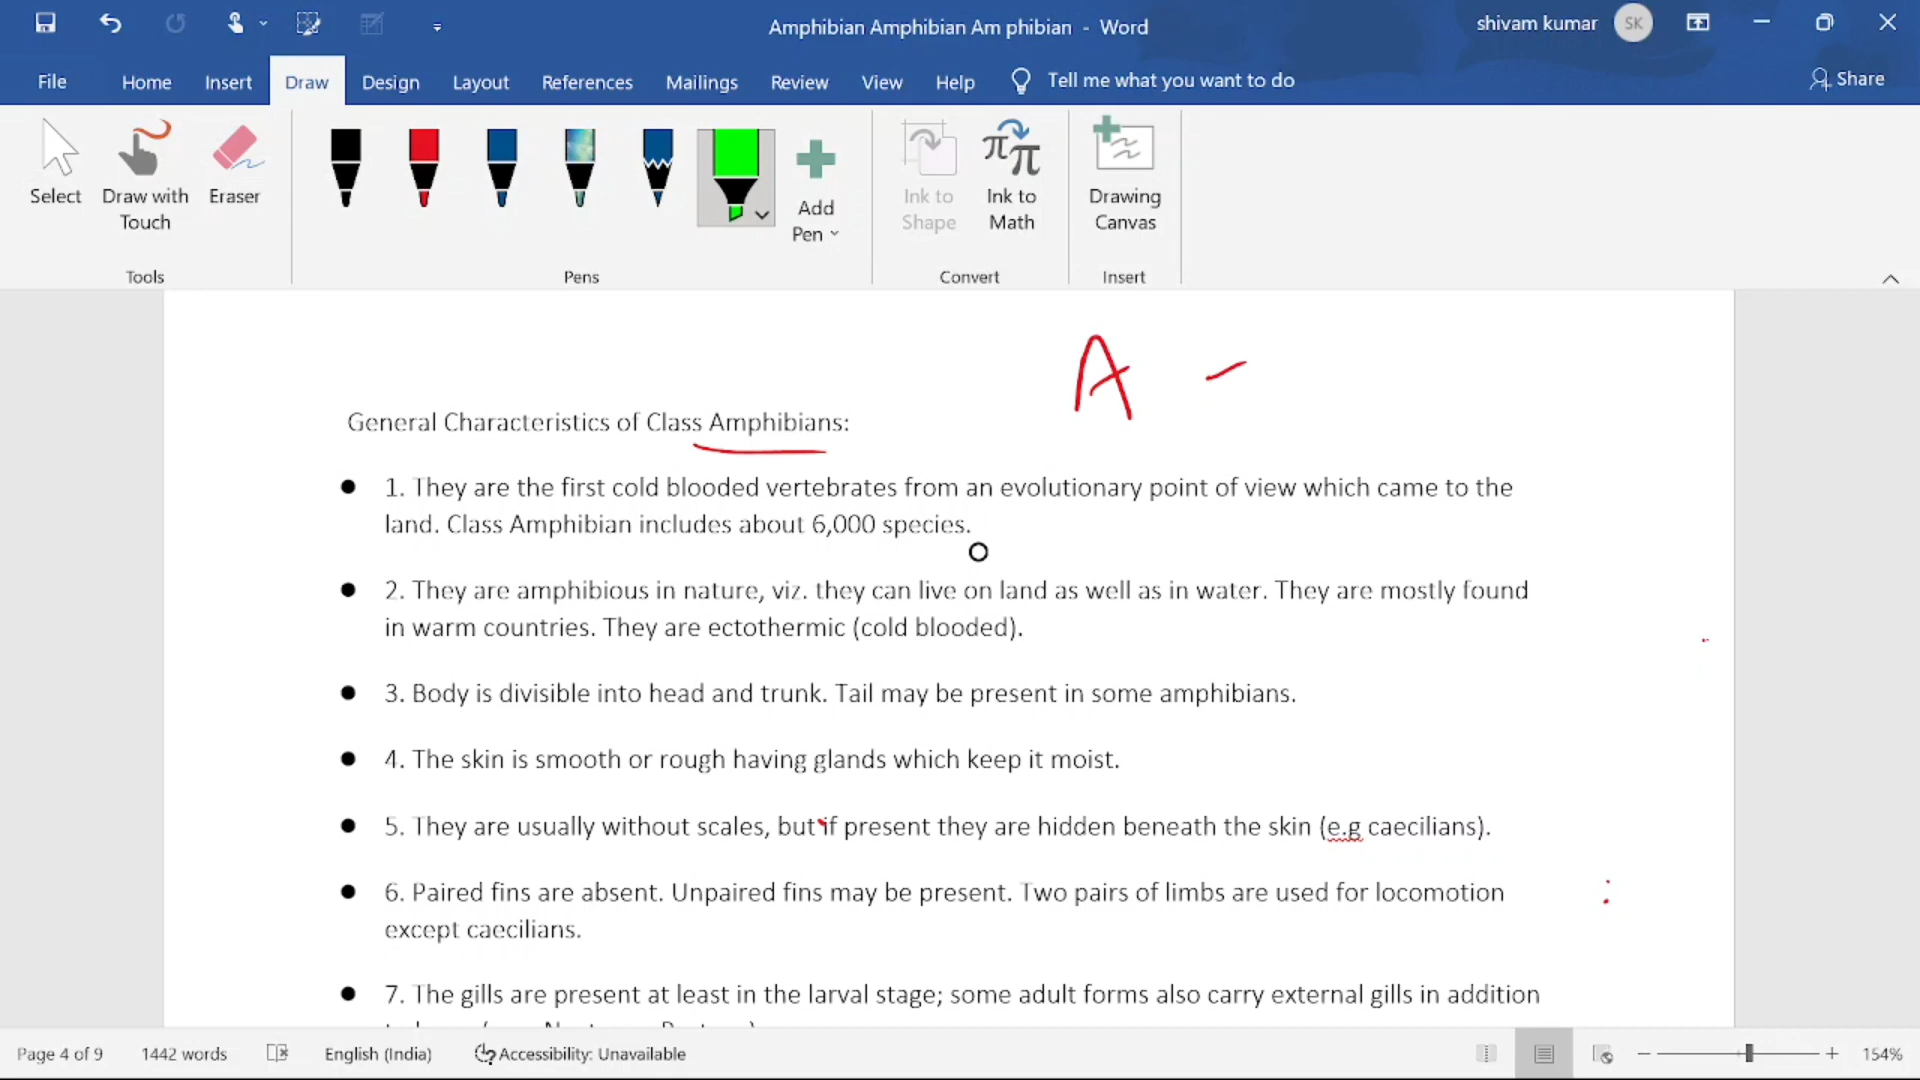 Amphibian Amphibian Am phibian - Word
shivam kumar SK
File Home Insert Draw Design Layout References Mailings Review View Help Tell me what you want to do Share
Select
Draw with Touch
Eraser
Add Pen
Ink to Shape
Ink to Math
Drawing Canvas
Tools Pens Convert Insert
A -
General Characteristics of Class Amphibians:
● 1. They are the first cold blooded vertebrates from an evolutionary point of view which came to the
land. Class Amphibian includes about 6,000 species.
● 2. They are amphibious in nature, viz. they can live on land as well as in water. They are mostly found
in warm countries. They are ectothermic (cold blooded).
● 3. Body is divisible into head and trunk. Tail may be present in some amphibians.
● 4. The skin is smooth or rough having glands which keep it moist.
● 5. They are usually without scales, but if present they are hidden beneath the skin (e.g caecilians).
● 6. Paired fins are absent. Unpaired fins may be present. Two pairs of limbs are used for locomotion
except caecilians.
● 7. The gills are present at least in the larval stage; some adult forms also carry external gills in addition
Page 4 of 9 1442 words English (India) Accessibility: Unavailable 154%